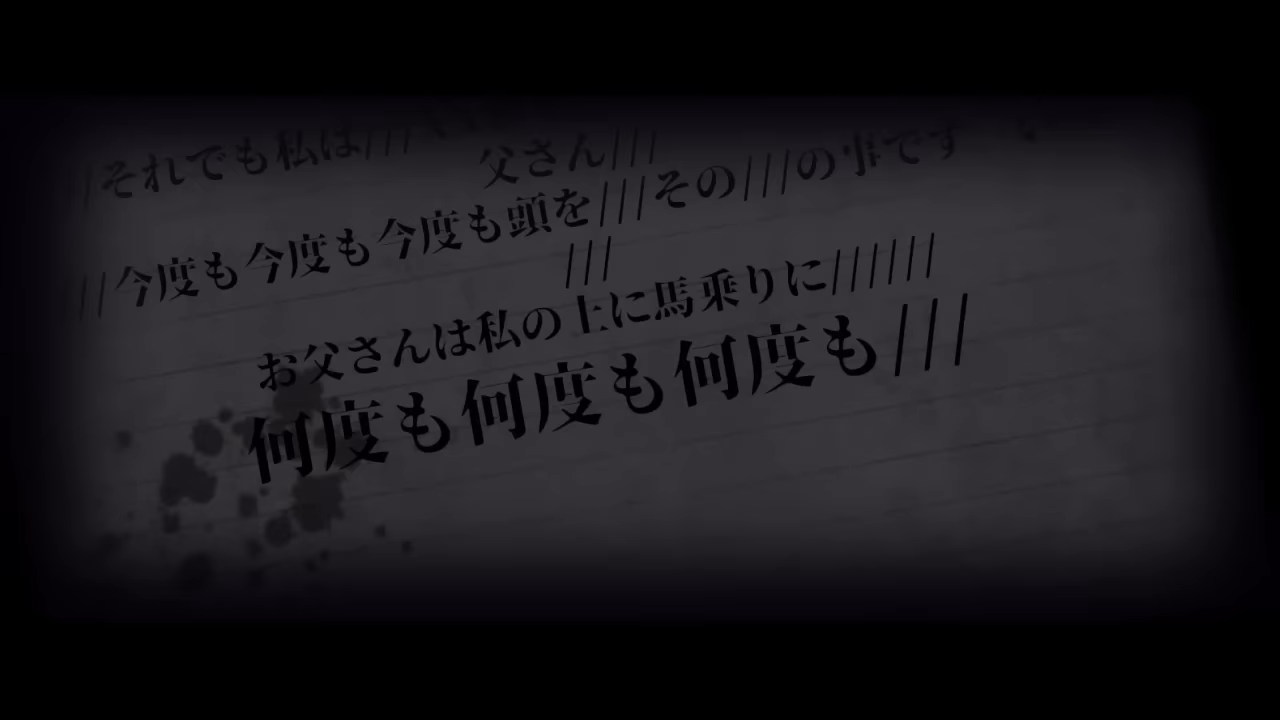 //それでも私は///
父さん///
//今度も今度も今度も頭を///その///の事です
///
お父さんは私の上に馬乗りに//////
何度も何度も何度も///